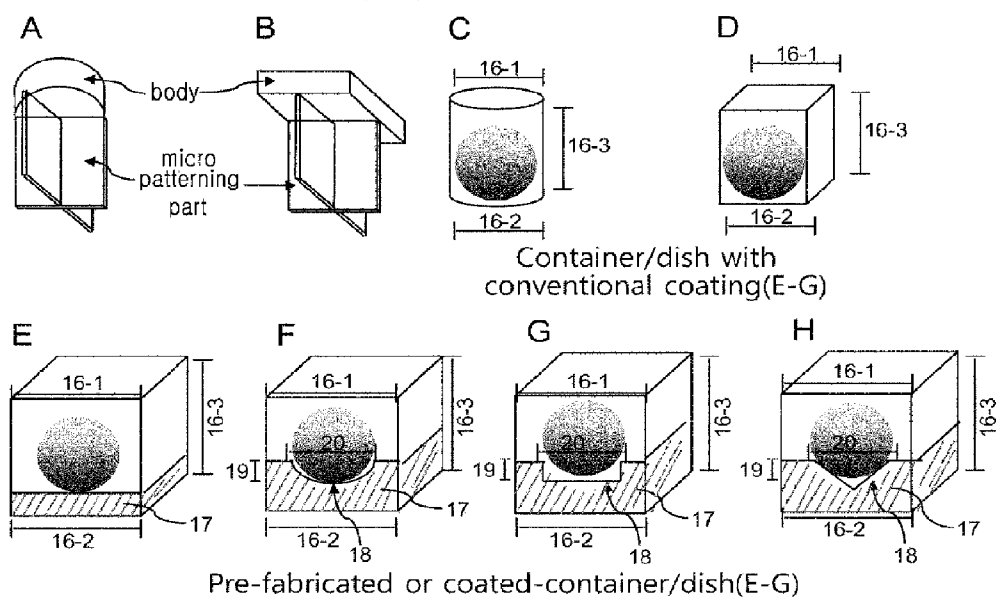 A
B
C
D
body
micro
patterning
part
16-1
16-3
16-2
16-1
16-3
16-2
Container/dish with
conventional coating(E-G)
E
F
G
H
16-1
16-3
17
16-2
16-1
16-3
20
19
17
16-2
18
16-1
16-3
20
19
17
16-2
18
16-1
16-3
20
19
17
16-2
18
Pre-fabricated or coated-container/dish(E-G)